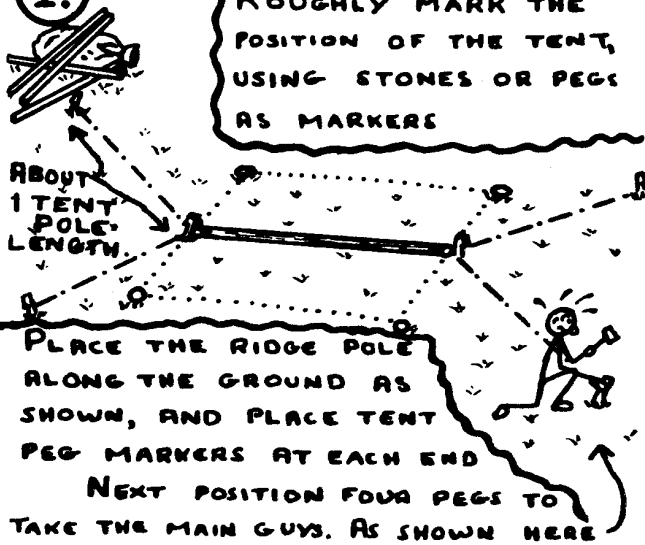 ROUGHLY MARK THE
POSITION OF THE TENT,
USING STONES OR PEGS
AS MARKERS
ABOUT
1 TENT
POLE-
LENGTH.
PLACE THE RIDGE POLE
ALONG THE GROUND AS
SHOWN, AND PLACE TENT
PEG MARKERS AT EACH END
NEXT POSITION FOUR PEGS TO
TAKE THE MAIN GUYS. AS SHOWN HERE